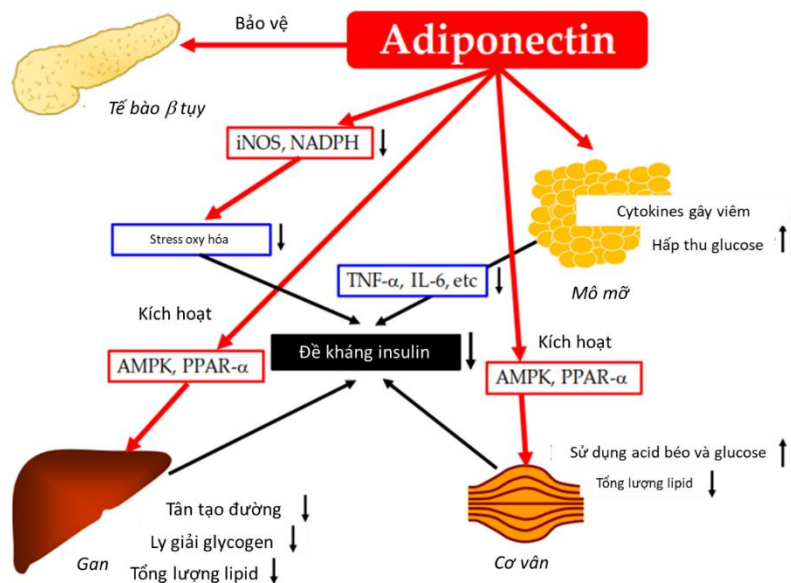 Bảo vệ
Adiponectin
Tế bào β tụy
iNOS, NADPH
Cytokines gây viêm
Stress oxy hóa
Hấp thu glucose
TNF-α, IL-6, etc
Mô mỡ
Kích hoạt
Đề kháng insulin
Kích hoạt
AMPK, PPAR-α
AMPK, PPAR-α
Sử dụng acid béo và glucose
Tổng lượng lipid
Tân tạo đường
Ly giải glycogen
Gan
Tổng lượng lipid
Cơ vân